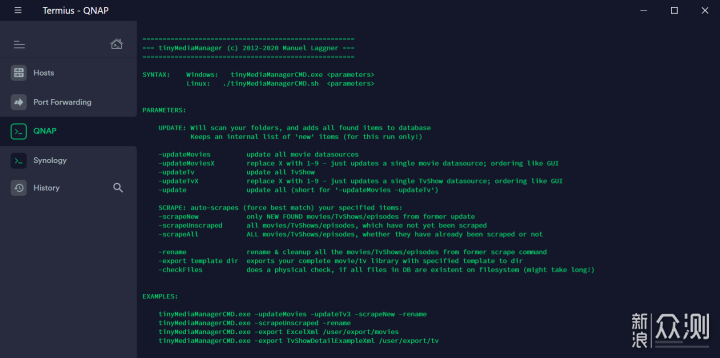 Termius - QNAP
Hosts
Port Forwarding
QNAP
Synology
History
=====================================================
=== tinyMediaManager (c) 2012-2020 Manuel Laggner ===
=====================================================
SYNTAX: Windows: tinyMediaManagerCMD.exe <parameters>
Linux: ./tinyMediaManagerCMD.sh <parameters>
PARAMETERS:
UPDATE: Will scan your folders, and adds all found items to database
Keeps an internal list of 'new' items (for this run only!)
-updateMovies update all movie datasources
-updateMoviesX replace X with 1-9 - just updates a single movie datasource; ordering like GUI
-updateTv update all TvShow
-updateTvX replace X with 1-9 - just updates a single TvShow datasource; ordering like GUI
-update update all (short for '-updateMovies -updateTv')
SCRAPE: auto-scrapes (force best match) your specified items:
-scrapeNew only NEW FOUND movies/TvShows/episodes from former update
-scrapeUnscraped all movies/TvShows/episodes, which have not yet been scraped
-scrapeAll ALL movies/TvShows/episodes, whether they have already been scraped or not
-rename rename & cleanup all the movies/TvShows/episodes from former scrape command
-export template dir exports your complete movie/tv library with specified template to dir
-checkFiles does a physical check, if all files in DB are existent on filesystem (might take long!)
EXAMPLES:
tinyMediaManagerCMD.exe -updateMovies -updateTv3 -scrapeNew -rename
tinyMediaManagerCMD.exe -scrapeUnscraped -rename
tinyMediaManagerCMD.exe -export ExcelXml /user/export/movies
tinyMediaManagerCMD.exe -export TvShowDetailExampleXml /user/export/tv
新浪众测